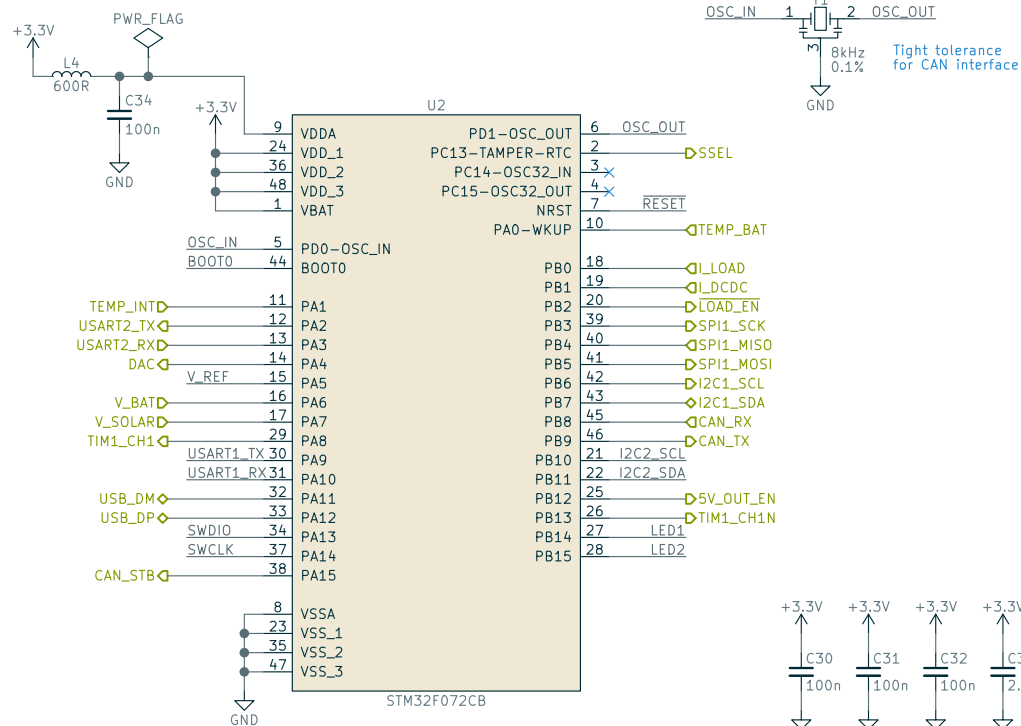 OSC_IN 1 2 OSC_OUT
3
8kHz
0.1%
GND
Tight tolerance
for CAN interface
PWR_FLAG
+3.3V
L4
600R
C34
100n
GND
+3.3V
U2
9 VDDA
24 VDD_1
36 VDD_2
48 VDD_3
1 VBAT
OSC_IN 5 PD0-OSC_IN
BOOT0 44 BOOT0
TEMP_INT 11 PA1
USART2_TX 12 PA2
USART2_RX 13 PA3
DAC 14 PA4
V_REF 15 PA5
V_BAT 16 PA6
V_SOLAR 17 PA7
TIM1_CH1 29 PA8
USART1_TX 30 PA9
USART1_RX 31 PA10
USB_DM 32 PA11
USB_DP 33 PA12
SWDIO 34 PA13
SWCLK 37 PA14
CAN_STB 38 PA15
8 VSSA
23 VSS_1
35 VSS_2
47 VSS_3
GND
PD1-OSC_OUT 6 OSC_OUT
PC13-TAMPER-RTC 2 SSEL
PC14-OSC32_IN 3
PC15-OSC32_OUT 4
NRST 7 RESET
PA0-WKUP 10 TEMP_BAT
PB0 18 I_LOAD
PB1 19 I_DCDC
PB2 20 LOAD_EN
PB3 39 SPI1_SCK
PB4 40 SPI1_MISO
PB5 41 SPI1_MOSI
PB6 42 I2C1_SCL
PB7 43 I2C1_SDA
PB8 45 CAN_RX
PB9 46 CAN_TX
PB10 21 I2C2_SCL
PB11 22 I2C2_SDA
PB12 25 5V_OUT_EN
PB13 26 TIM1_CH1N
PB14 27 LED1
PB15 28 LED2
STM32F072CB
+3.3V +3.3V +3.3V +3.3V
C30 C31 C32
100n 100n 100n